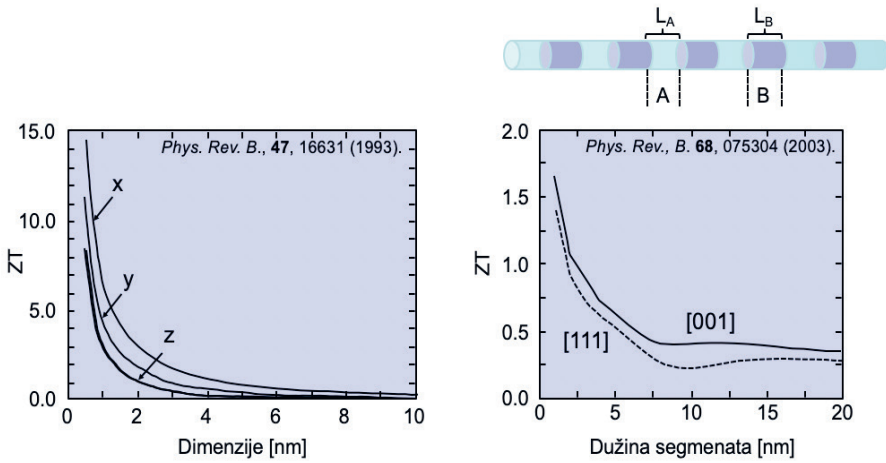 L_A L_B
A B
15.0
10.0
5.0
0.0
ZT
Phys. Rev. B., 47, 16631 (1993).
x
y
z
0 2 4 6 8 10
Dimenzije [nm]
2.0
1.5
1.0
0.5
0.0
ZT
Phys. Rev., B. 68, 075304 (2003).
[001]
[111]
0 5 10 15 20
Dužina segmenata [nm]